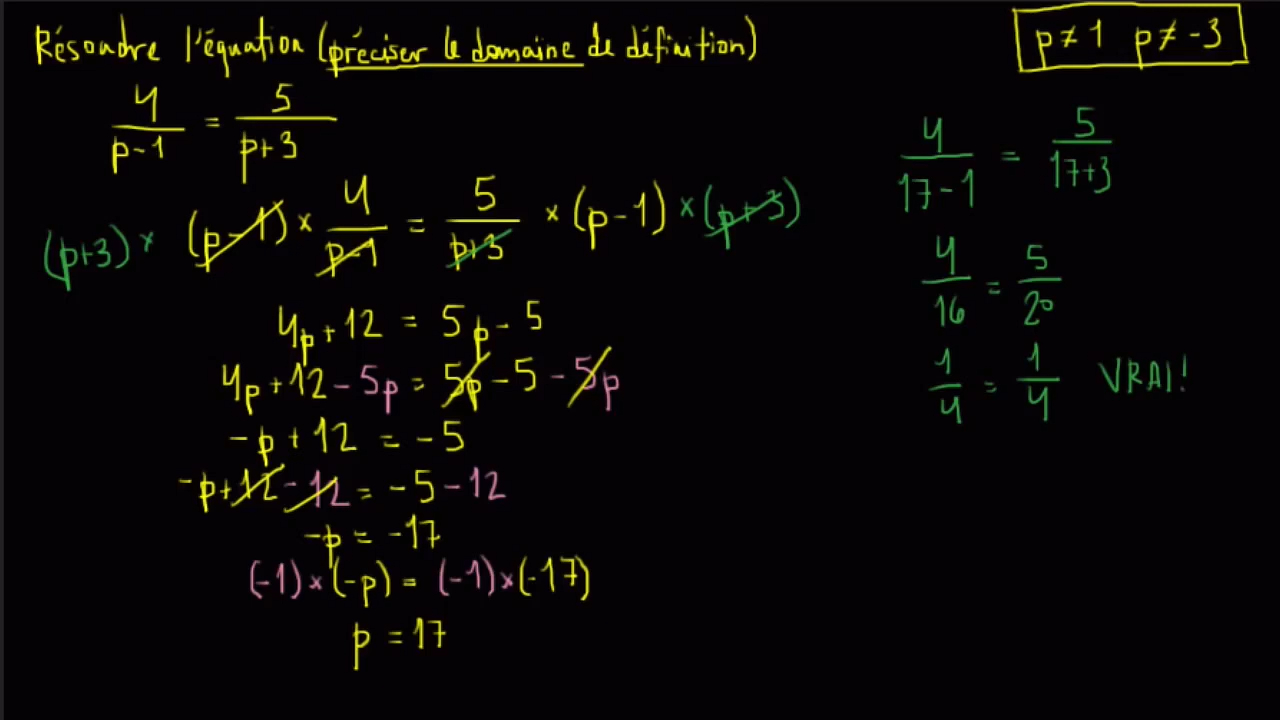 Résoudre l'équation (préciser le domaine de définition)
p ≠ 1 p ≠ -3
4/(p-1) = 5/(p+3)
(p+3) × (p-1) × 4/(p-1) = 5/(p+3) × (p-1) × (p+3)
4p + 12 = 5p - 5
4p + 12 - 5p = 5p - 5 - 5p
-p + 12 = -5
-p + 12 - 12 = -5 - 12
-p = -17
(-1) × (-p) = (-1) × (-17)
p = 17
4/(17-1) = 5/(17+3)
4/16 = 5/20
1/4 = 1/4 VRAI!